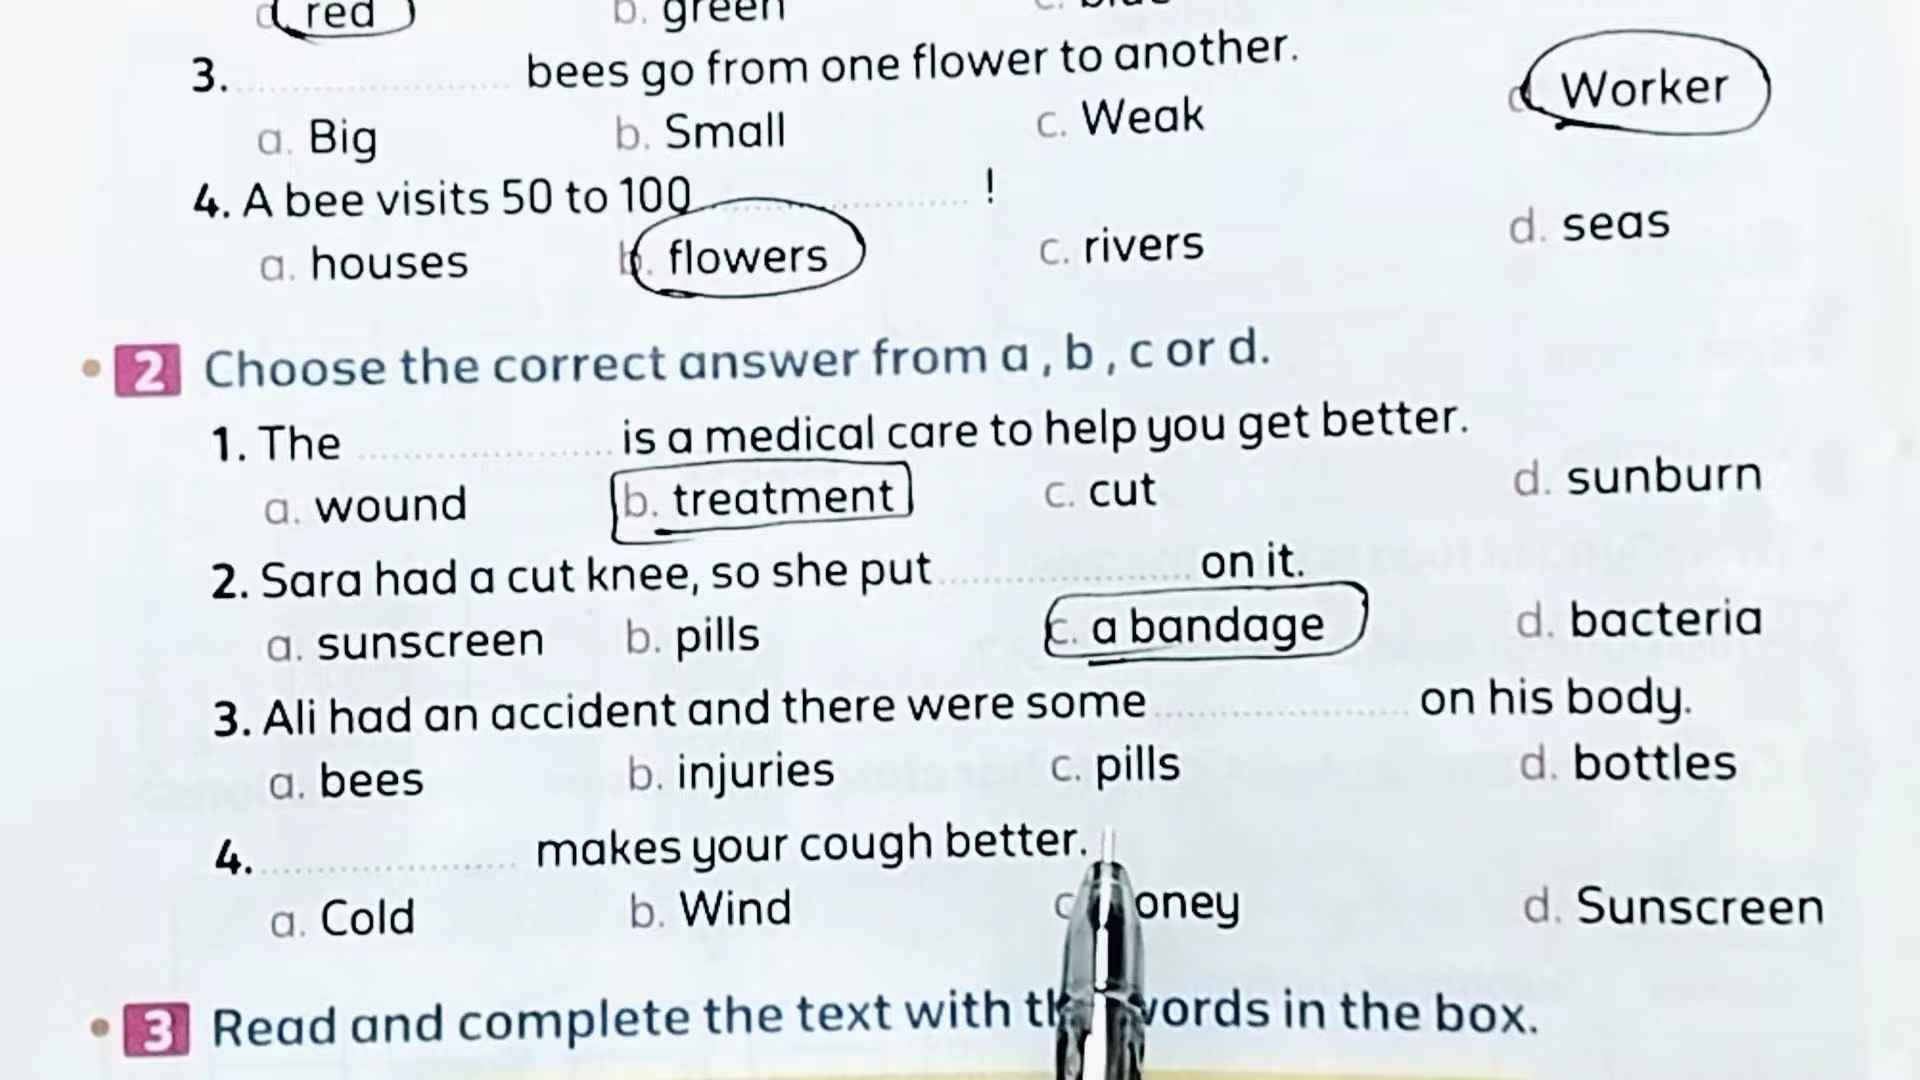 red b. green c.
3. .................... bees go from one flower to another.
a. Big b. Small c. Weak d. Worker
4. A bee visits 50 to 100 .................... !
a. houses b. flowers c. rivers d. seas
2 Choose the correct answer from a , b , c or d.
1. The .................... is a medical care to help you get better.
a. wound b. treatment c. cut d. sunburn
2. Sara had a cut knee, so she put .................... on it.
a. sunscreen b. pills c. a bandage d. bacteria
3. Ali had an accident and there were some .................... on his body.
a. bees b. injuries c. pills d. bottles
4. .................... makes your cough better.
a. Cold b. Wind c. oney d. Sunscreen
3 Read and complete the text with words in the box.